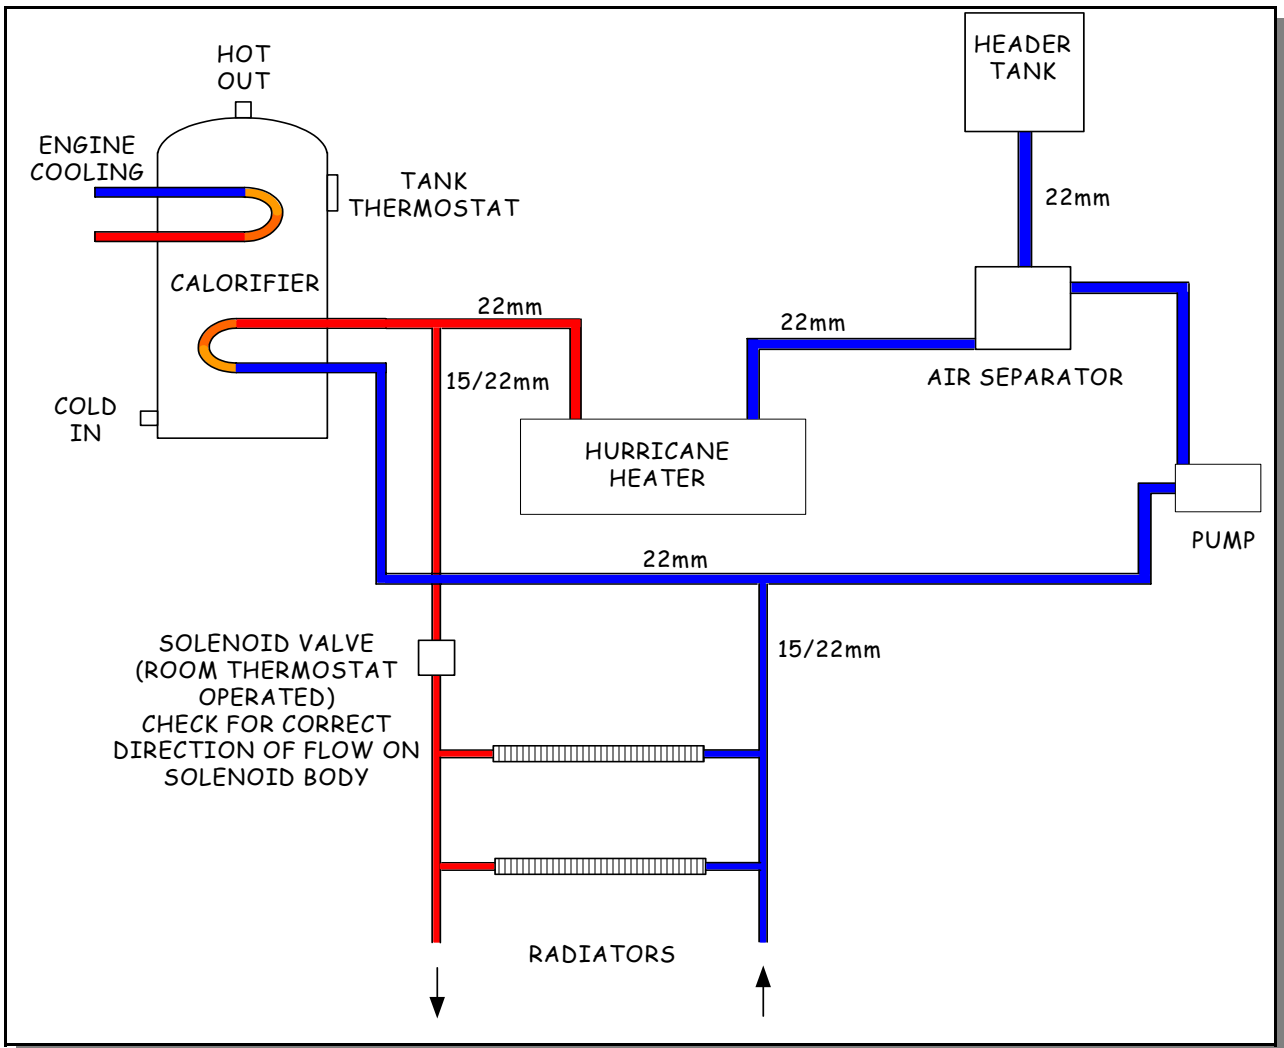 HOT
OUT
HEADER
TANK
ENGINE
COOLING
TANK
THERMOSTAT
22mm
CALORIFIER
22mm
22mm
15/22mm
AIR SEPARATOR
COLD
IN
HURRICANE
HEATER
PUMP
22mm
SOLENOID VALVE
(ROOM THERMOSTAT
OPERATED)
CHECK FOR CORRECT
DIRECTION OF FLOW ON
SOLENOID BODY
15/22mm
RADIATORS